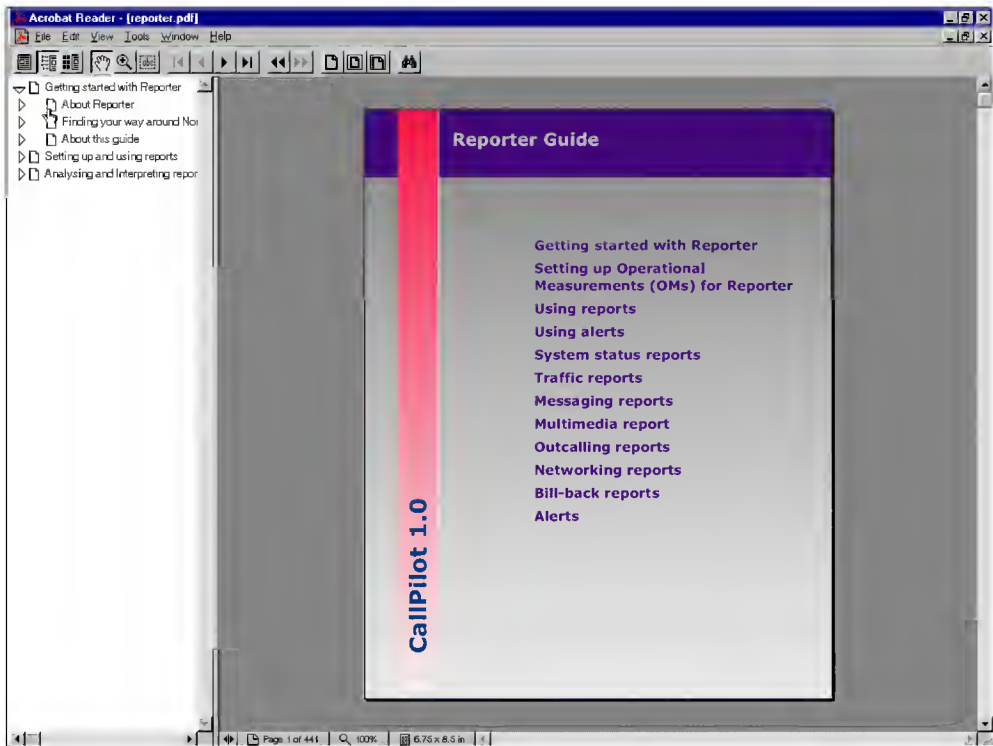 Acrobat Reader - [reporter.pdf]
File Edit View Tools Window Help
Getting started with Reporter
About Reporter
Finding your way around Nor
About this guide
Setting up and using reports
Analysing and Interpreting repor
Reporter Guide
Getting started with Reporter
Setting up Operational
Measurements (OMs) for Reporter
Using reports
Using alerts
System status reports
Traffic reports
Messaging reports
Multimedia report
Outcalling reports
Networking reports
Bill-back reports
Alerts
CallPilot 1.0
Page 1 of 441
100%
6.75 x 8.5 in